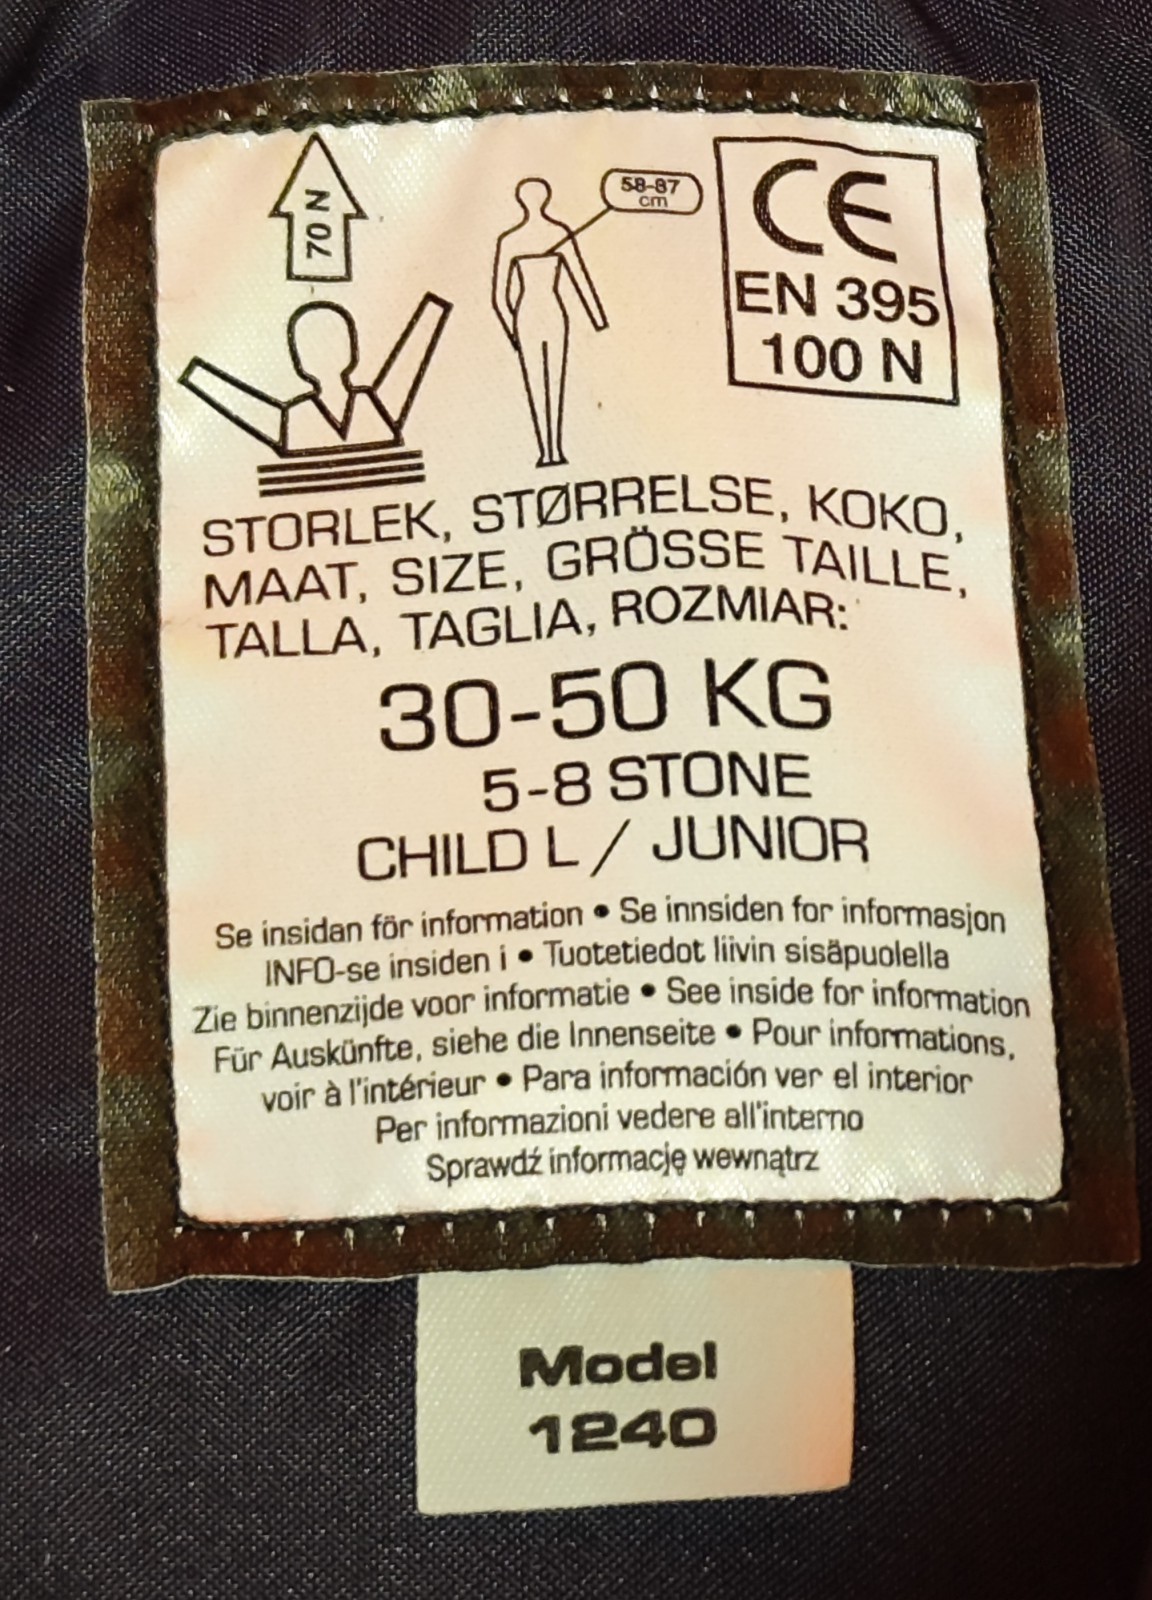 70 N
58-87
cm
CE
EN 395
100 N
STORLEK, STØRRELSE, KOKO,
MAAT, SIZE, GRÖSSE TAILLE,
TALLA, TAGLIA, ROZMIAR:
30-50 KG
5-8 STONE
CHILD L / JUNIOR
Se insidan för information • Se innsiden for informasjon
INFO-se insiden i • Tuotetiedot liivin sisäpuolella
Zie binnenzijde voor informatie • See inside for information
Für Auskünfte, siehe die Innenseite • Pour informations,
voir à l'intérieur • Para información ver el interior
Per informazioni vedere all'interno
Sprawdź informację wewnątrz
Model
1240